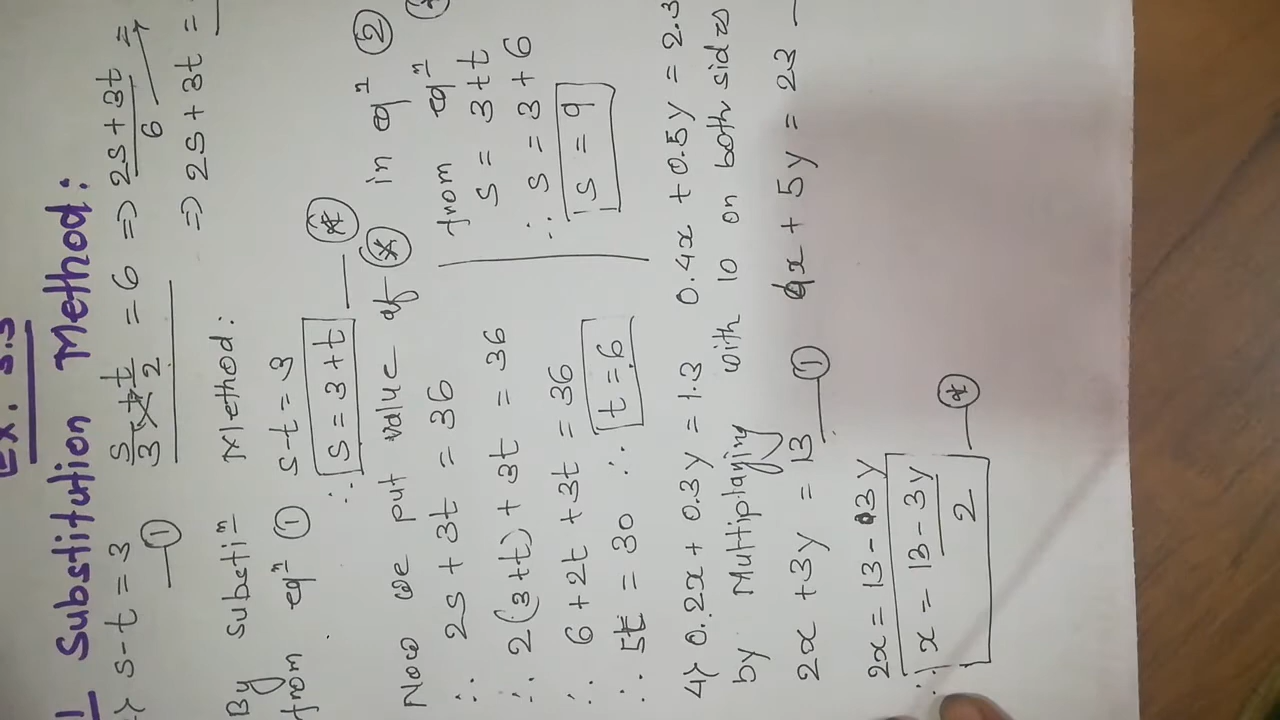 Ex. 3.3
1 Substitution Method:
s - t = 3 —① s/3 + t/2 = 6 ⇒ 2s + 3t/6 =
⇒ 2s + 3t =
By substiⁿ Method:
from eqⁿ ① s - t = 3
∴ s = 3 + t —(*)
Now we put value of (*) in eqⁿ ②
∴ 2s + 3t = 36
∴ 2(3+t) + 3t = 36
∴ 6 + 2t + 3t = 36
∴ 5t = 30 ∴ t = 6
from eqⁿ
s = 3 + t
∴ s = 3 + 6
s = 9
4) 0.2x + 0.3y = 1.3 0.4x + 0.5y = 2.3
by Multiplaying with 10 on both sides
2x + 3y = 13 —① 4x + 5y = 23 —
2x = 13 - 3y
∴ x = 13 - 3y/2 —(*)